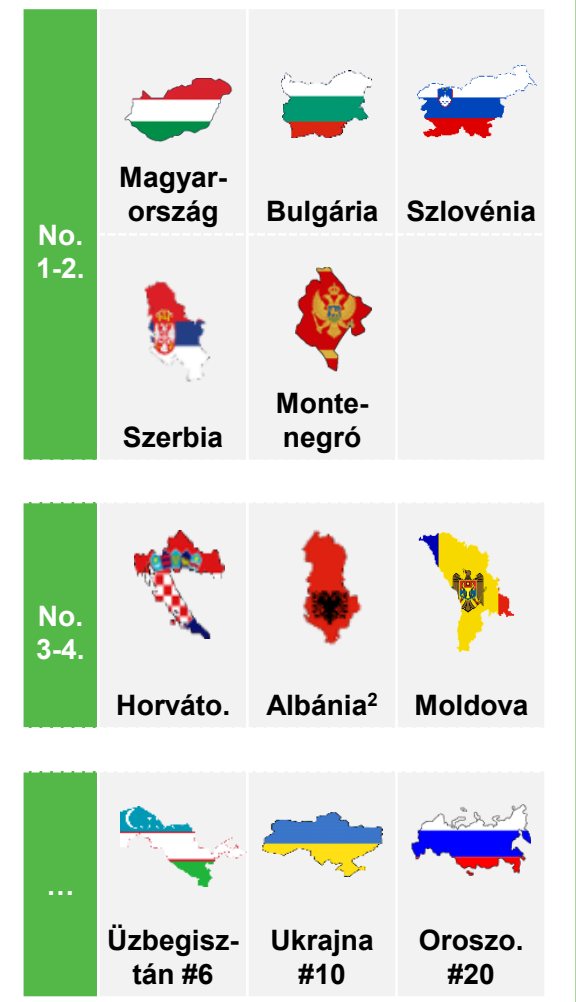 No.
1-2.
Magyar-
ország
Bulgária
Szlovénia
Szerbia
Monte-
negró
No.
3-4.
Horváto.
Albánia²
Moldova
...
Üzbegisz-
tán #6
Ukrajna
#10
Oroszo.
#20